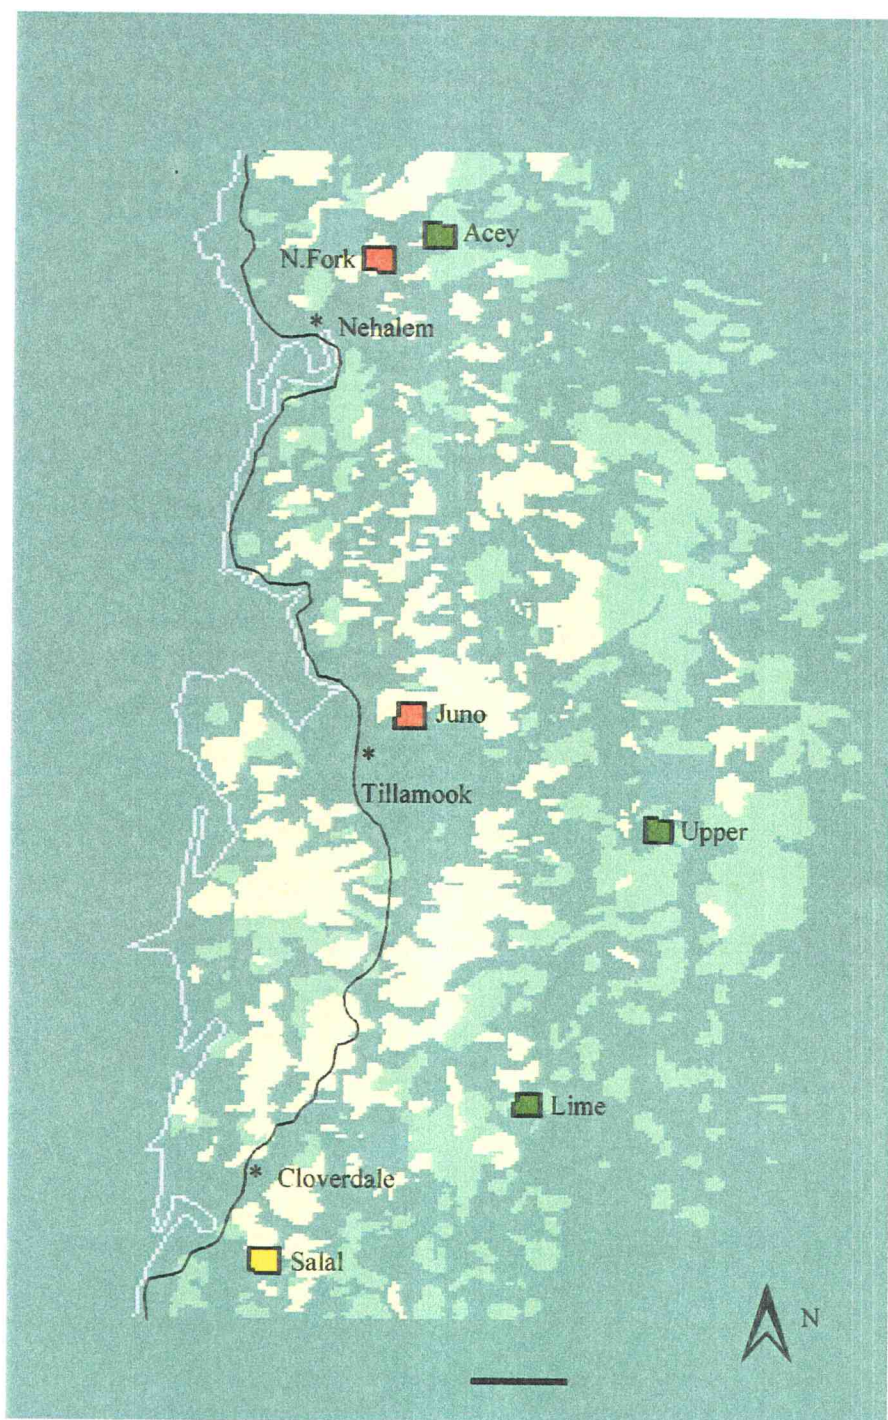 Acey
N.Fork
*
Nehalem
Juno
*
Tillamook
Upper
Lime
*
Cloverdale
Salal
N